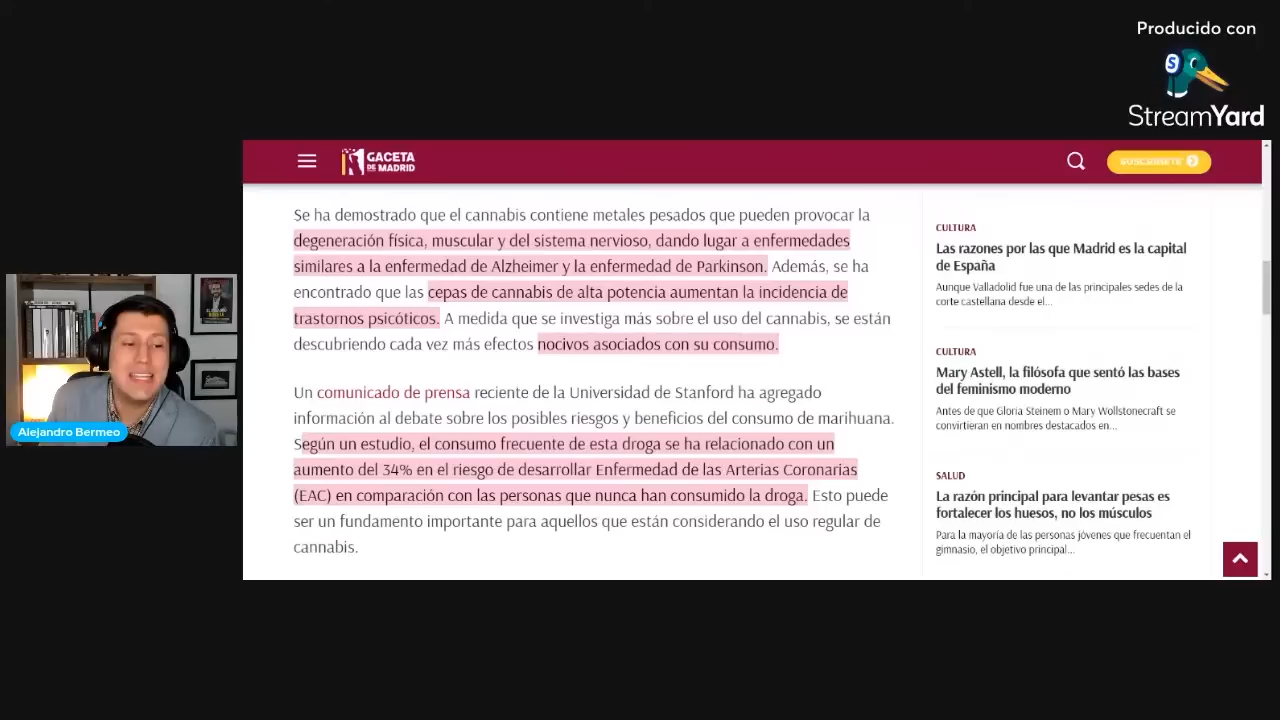 Producido con
StreamYard
GACETA
DE MADRID
SUSCRÍBETE
Se ha demostrado que el cannabis contiene metales pesados que pueden provocar la
degeneración física, muscular y del sistema nervioso, dando lugar a enfermedades
similares a la enfermedad de Alzheimer y la enfermedad de Parkinson. Además, se ha
encontrado que las cepas de cannabis de alta potencia aumentan la incidencia de
trastornos psicóticos. A medida que se investiga más sobre el uso del cannabis, se están
descubriendo cada vez más efectos nocivos asociados con su consumo.
Un comunicado de prensa reciente de la Universidad de Stanford ha agregado
información al debate sobre los posibles riesgos y beneficios del consumo de marihuana.
Según un estudio, el consumo frecuente de esta droga se ha relacionado con un
aumento del 34% en el riesgo de desarrollar Enfermedad de las Arterias Coronarias
(EAC) en comparación con las personas que nunca han consumido la droga. Esto puede
ser un fundamento importante para aquellos que están considerando el uso regular de
cannabis.
CULTURA
Las razones por las que Madrid es la capital
de España
Aunque Valladolid fue una de las principales sedes de la
corte castellana desde el...
CULTURA
Mary Astell, la filósofa que sentó las bases
del feminismo moderno
Antes de que Gloria Steinem o Mary Wollstonecraft se
convirtieran en nombres destacados en...
SALUD
La razón principal para levantar pesas es
fortalecer los huesos, no los músculos
Para la mayoría de las personas jóvenes que frecuentan el
gimnasio, el objetivo principal...
Alejandro Bermeo